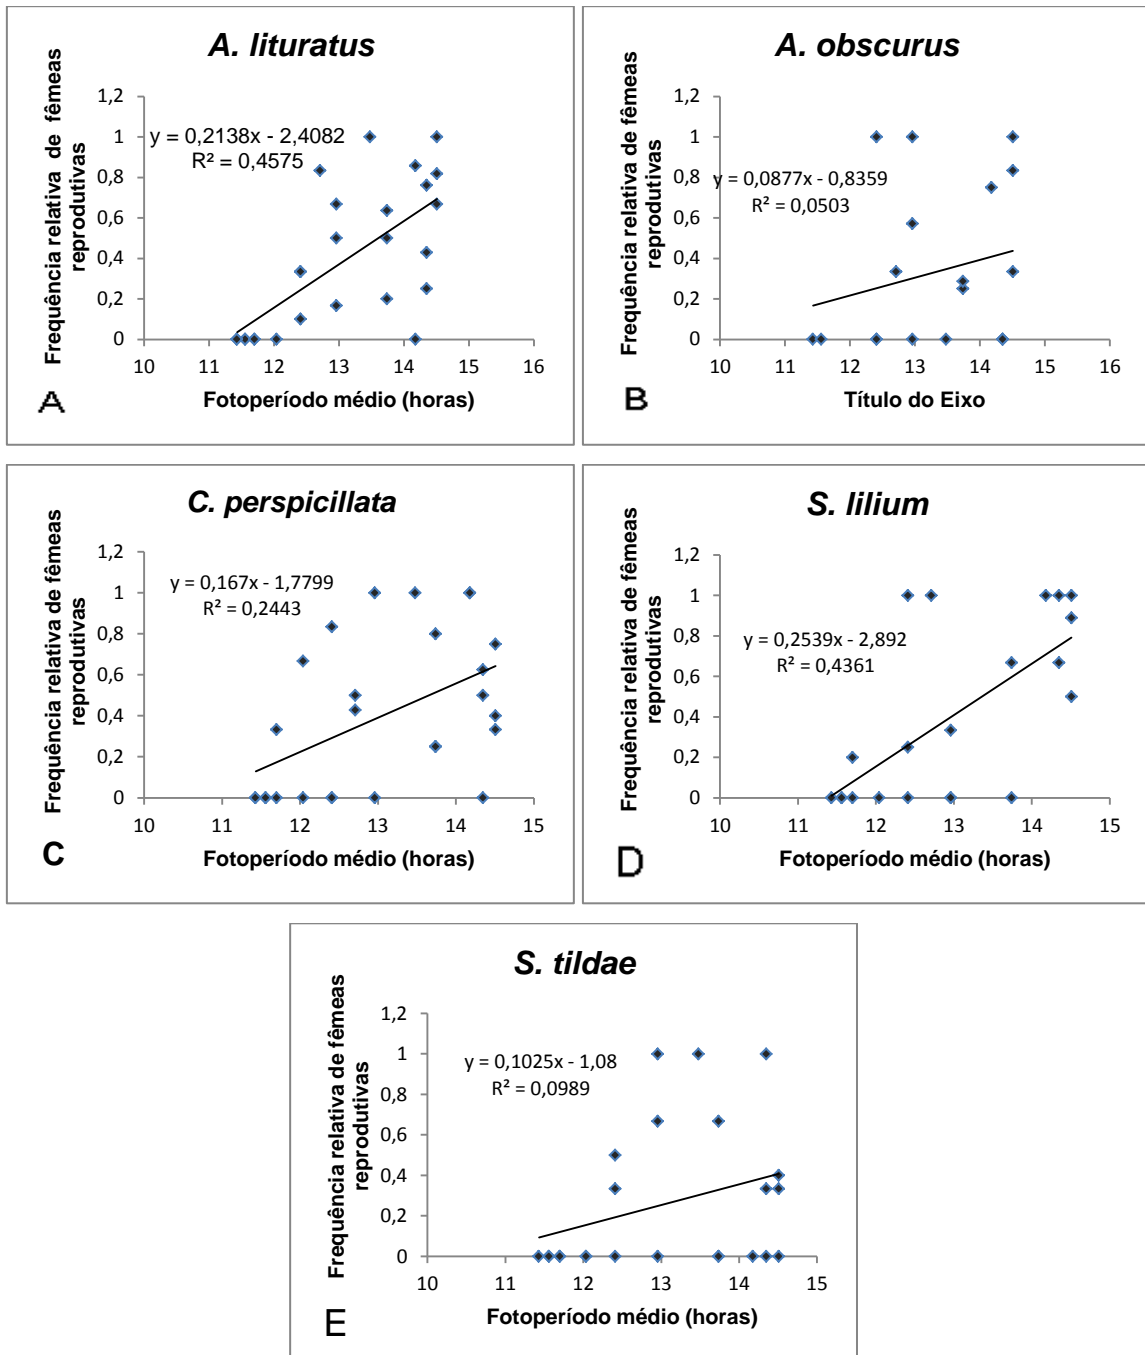 A. lituratus
Frequência relativa de fêmeas
reprodutivas
1,2
1
0,8
0,6
0,4
0,2
0
y = 0,2138x - 2,4082
R² = 0,4575
10 11 12 13 14 15 16
Fotoperíodo médio (horas)
A
A. obscurus
Frequência relativa de fêmeas
reprodutivas
1,2
1
0,8
0,6
0,4
0,2
0
y = 0,0877x - 0,8359
R² = 0,0503
10 11 12 13 14 15 16
Título do Eixo
B
C. perspicillata
Frequência relativa de fêmeas
reprodutivas
1,2
1
0,8
0,6
0,4
0,2
0
y = 0,167x - 1,7799
R² = 0,2443
10 11 12 13 14 15
Fotoperíodo médio (horas)
C
S. lilium
Frequência relativa de fêmeas
reprodutivas
1,2
1
0,8
0,6
0,4
0,2
0
y = 0,2539x - 2,892
R² = 0,4361
10 11 12 13 14 15
Fotoperíodo médio (horas)
D
S. tildae
Frequência relativa de fêmeas
reprodutivas
1,2
1
0,8
0,6
0,4
0,2
0
y = 0,1025x - 1,08
R² = 0,0989
10 11 12 13 14 15
Fotoperíodo médio (horas)
E